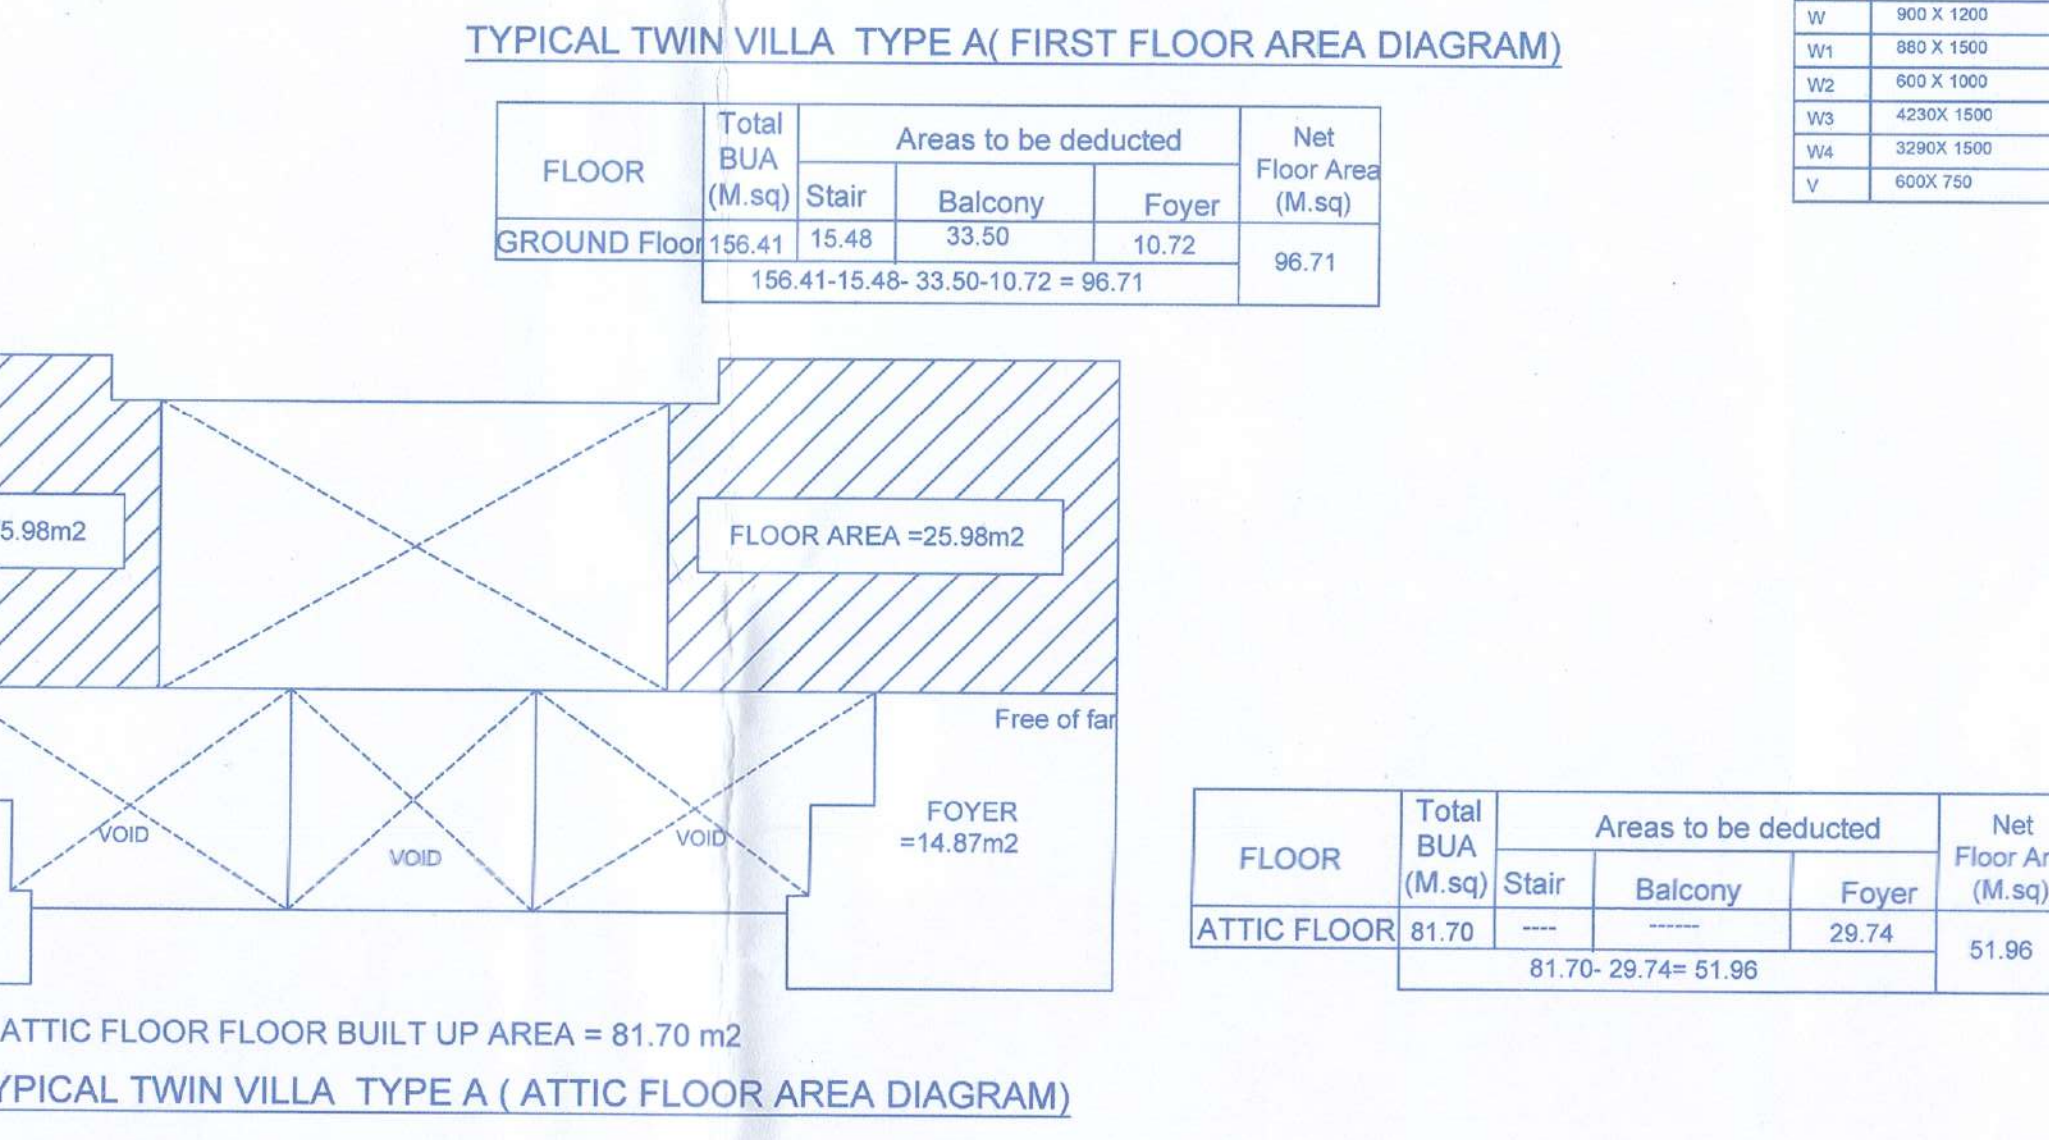 TYPICAL TWIN VILLA TYPE A( FIRST FLOOR AREA DIAGRAM)
W 900 X 1200
W1 880 X 1500
W2 600 X 1000
W3 4230X 1500
W4 3290X 1500
V 600X 750
FLOOR
Total
BUA
(M.sq)
Areas to be deducted
Stair
Balcony
Foyer
Net
Floor Area
(M.sq)
GROUND Floor 156.41 15.48 33.50 10.72 96.71
156.41-15.48- 33.50-10.72 = 96.71
5.98m2
FLOOR AREA =25.98m2
Free of far
VOID
VOID
VOID
FOYER
=14.87m2
FLOOR
Total
BUA
(M.sq)
Areas to be deducted
Stair
Balcony
Foyer
Net
Floor Ar
(M.sq)
ATTIC FLOOR 81.70 ---- ------ 29.74 51.96
81.70- 29.74= 51.96
ATTIC FLOOR FLOOR BUILT UP AREA = 81.70 m2
YPICAL TWIN VILLA TYPE A ( ATTIC FLOOR AREA DIAGRAM)